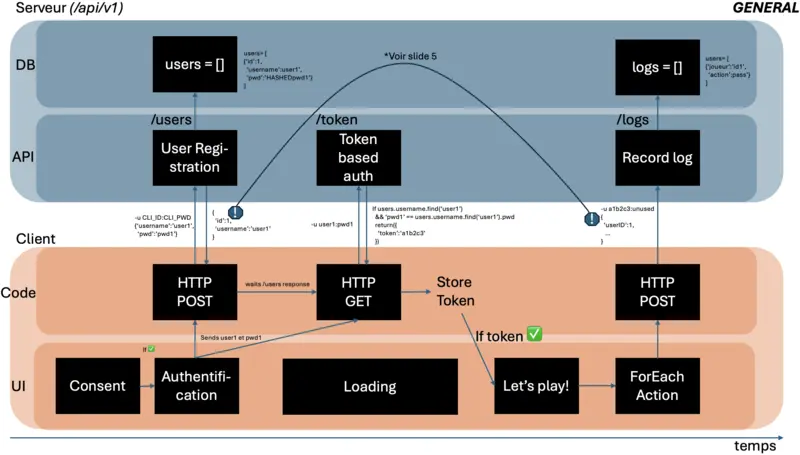 Serveur (/api/v1)
GENERAL
DB
users = []
users= [
{'id':1,
'username':user1',
'pwd':'HASHEDpwd1'}
]
*Voir slide 5
logs = []
users= [
{'joueur':'id1',
'action':pass'}
]
/users
/token
/logs
API
User Regi-
stration
Token
based
auth
Record log
-u CLI_ID:CLI_PWD
{'username':'user1',
'pwd':'pwd1'}
{
'id':1,
'username':'user1'
}
-u user1:pwd1
If users.username.find('user1')
&& 'pwd1' == users.username.find('user1').pwd
return({
'token':'a1b2c3'
})
-u a1b2c3:unused
{
'userID':1,
...
}
Client
Code
HTTP
POST
waits /users response
HTTP
GET
Store
Token
HTTP
POST
Sends user1 et pwd1
If token ✅
If ✅
UI
Consent
Authentifi-
cation
Loading
Let's play!
ForEach
Action
temps